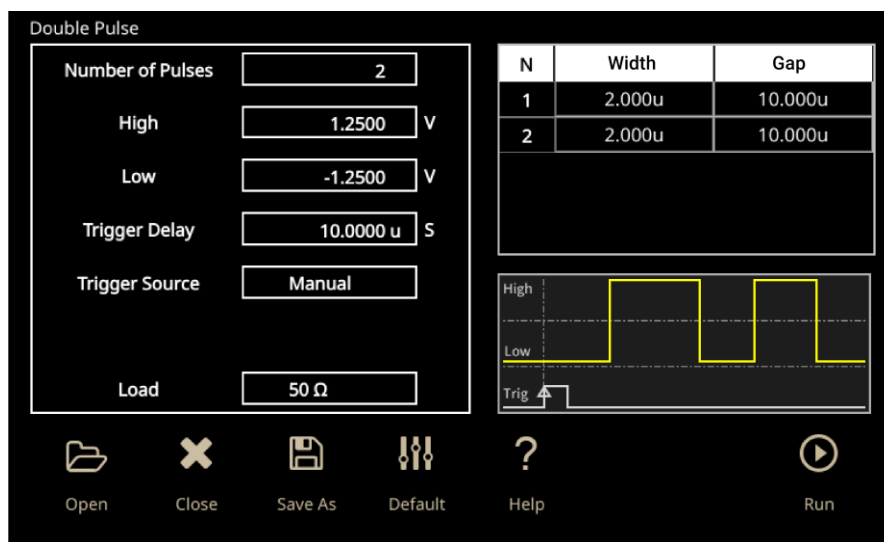 Double Pulse
Number of Pulses 2
High 1.2500 V
Low -1.2500 V
Trigger Delay 10.0000 u S
Trigger Source Manual
Load 50 Ω
N Width Gap
1 2.000u 10.000u
2 2.000u 10.000u
High
Low
Trig
Open Close Save As Default Help Run